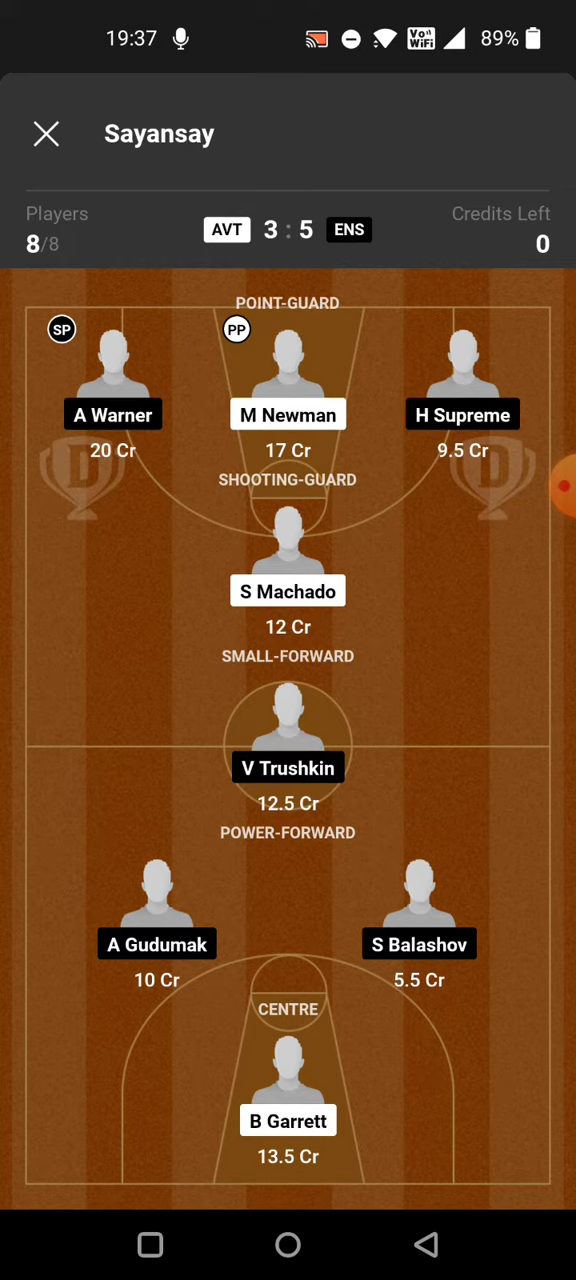 19:37
Vo WiFi
89%
Sayansay
Players
Credits Left
8/8
AVT 3 : 5 ENS
0
POINT-GUARD
SP
PP
A Warner
M Newman
H Supreme
20 Cr
17 Cr
9.5 Cr
SHOOTING-GUARD
D
D
S Machado
12 Cr
SMALL-FORWARD
V Trushkin
12.5 Cr
POWER-FORWARD
A Gudumak
S Balashov
10 Cr
5.5 Cr
CENTRE
B Garrett
13.5 Cr